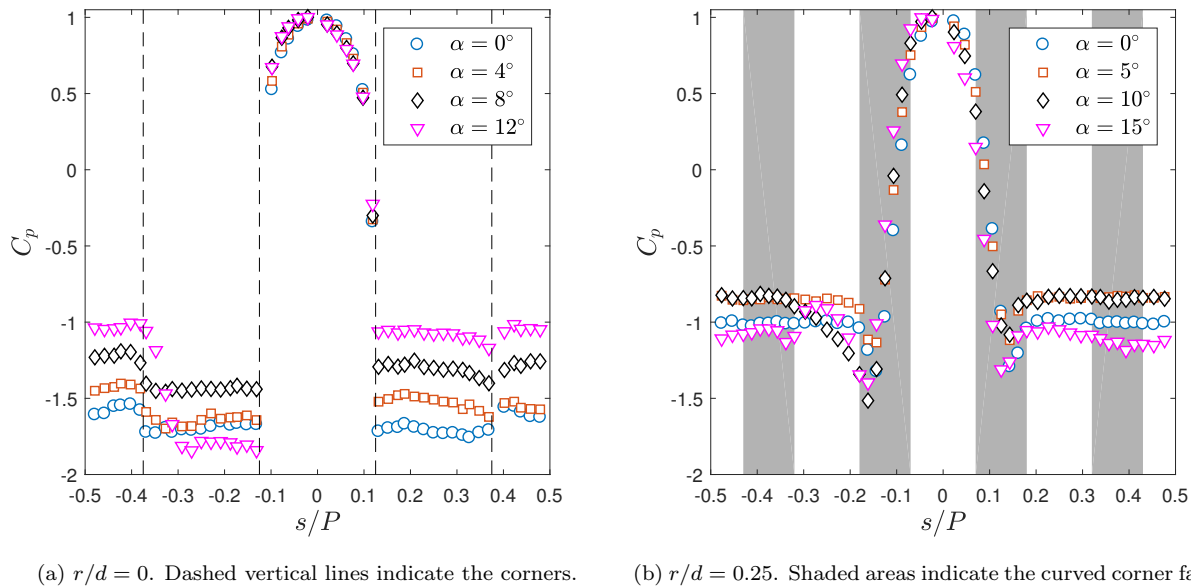 1
0.5
0
-0.5
-1
-1.5
-2
C_p
-0.5 -0.4 -0.3 -0.2 -0.1 0 0.1 0.2 0.3 0.4 0.5
s/P
α = 0°
α = 4°
α = 8°
α = 12°
(a) r/d = 0. Dashed vertical lines indicate the corners.
1
0.5
0
-0.5
-1
-1.5
-2
C_p
-0.5 -0.4 -0.3 -0.2 -0.1 0 0.1 0.2 0.3 0.4 0.5
s/P
α = 0°
α = 5°
α = 10°
α = 15°
(b) r/d = 0.25. Shaded areas indicate the curved corner